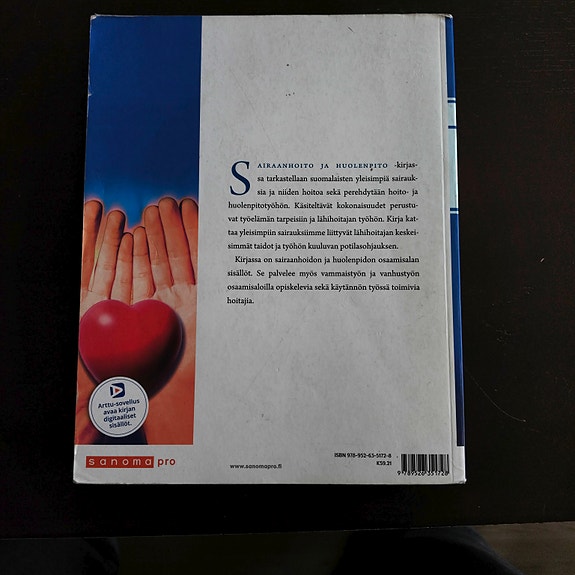 SAIRAANHOITO JA HUOLENPITO -kirjas-
sa tarkastellaan suomalaisten yleisimpiä sairauk-
sia ja niiden hoitoa sekä perehdytään hoito- ja
huolenpitotyöhön. Käsiteltävät kokonaisuudet perustu-
vat työelämän tarpeisiin ja lähihoitajan työhön. Kirja kat-
taa yleisimpiin sairauksiimme liittyvät lähihoitajan keskei-
simmät taidot ja työhön kuuluvan potilasohjauksen.
Kirjassa on sairaanhoidon ja huolenpidon osaamisalan
sisällöt. Se palvelee myös vammaistyön ja vanhustyön
osaamisaloilla opiskelevia sekä käytännön työssä toimivia
hoitajia.
Arttu-sovellus
avaa kirjan
digitaaliset
sisällöt.
sanoma pro
www.sanomapro.fi
ISBN 978-952-63-5172-8
K59.21
9 789526 351728